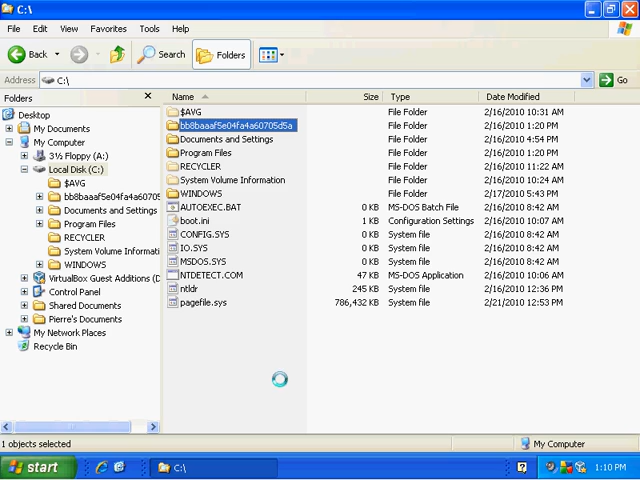 C:\
File Edit View Favorites Tools Help
Back Search Folders
Address C:\ Go
Folders
Desktop
My Documents
My Computer
3½ Floppy (A:)
Local Disk (C:)
$AVG
bb8baaaf5e04fa4a60705
Documents and Settings
Program Files
RECYCLER
System Volume Informati
WINDOWS
VirtualBox Guest Additions (D
Control Panel
Shared Documents
Pierre's Documents
My Network Places
Recycle Bin
Name Size Type Date Modified
$AVG File Folder 2/16/2010 10:31 AM
bb8baaaf5e04fa4a60705d5a File Folder 2/16/2010 1:20 PM
Documents and Settings File Folder 2/16/2010 4:54 PM
Program Files File Folder 2/16/2010 1:20 PM
RECYCLER File Folder 2/16/2010 11:22 AM
System Volume Information File Folder 2/16/2010 10:24 AM
WINDOWS File Folder 2/17/2010 5:43 PM
AUTOEXEC.BAT 0 KB MS-DOS Batch File 2/16/2010 8:42 AM
boot.ini 1 KB Configuration Settings 2/16/2010 10:07 AM
CONFIG.SYS 0 KB System file 2/16/2010 8:42 AM
IO.SYS 0 KB System file 2/16/2010 8:42 AM
MSDOS.SYS 0 KB System file 2/16/2010 8:42 AM
NTDETECT.COM 47 KB MS-DOS Application 2/16/2010 10:06 AM
ntldr 245 KB System file 2/16/2010 12:36 PM
pagefile.sys 786,432 KB System file 2/21/2010 12:53 PM
1 objects selected My Computer
start C:\ 1:10 PM